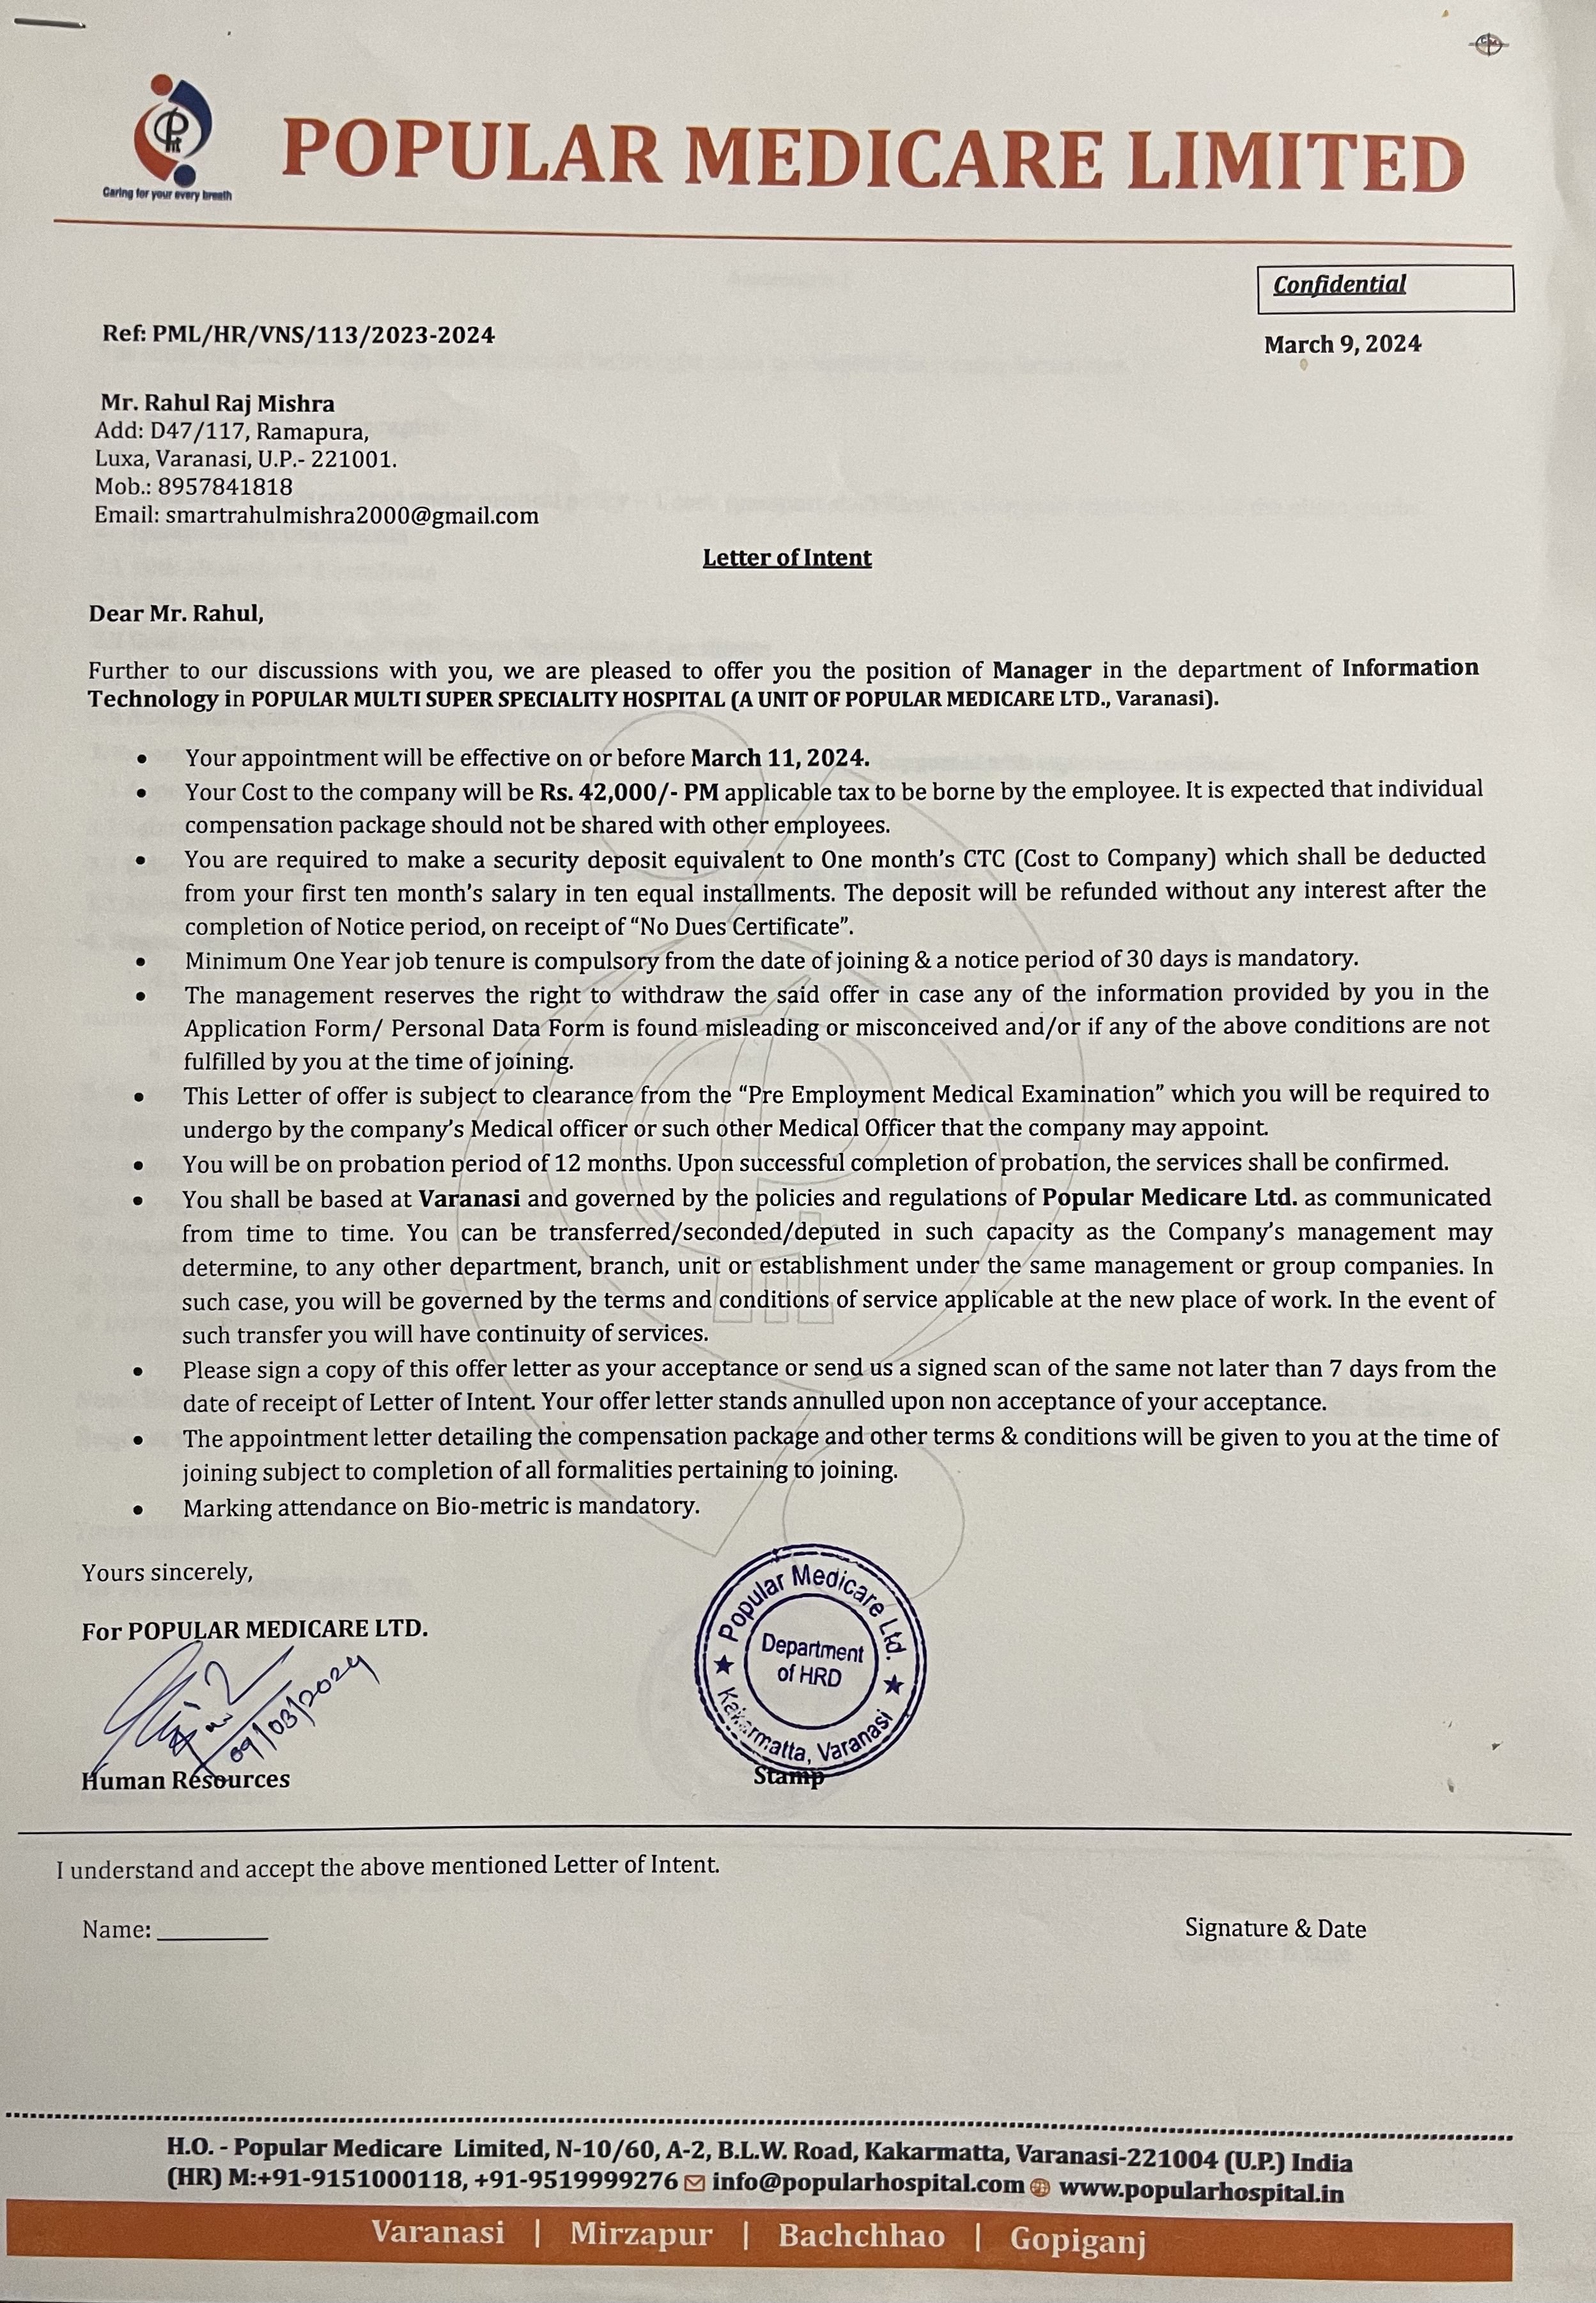 Caring for your every breath
POPULAR MEDICARE LIMITED
Confidential
Ref: PML/HR/VNS/113/2023-2024
March 9, 2024
Mr. Rahul Raj Mishra
Add: D47/117, Ramapura,
Luxa, Varanasi, U.P.- 221001.
Mob.: 8957841818
Email: smartrahulmishra2000@gmail.com
Letter of Intent
Dear Mr. Rahul,
Further to our discussions with you, we are pleased to offer you the position of Manager in the department of Information
Technology in POPULAR MULTI SUPER SPECIALITY HOSPITAL (A UNIT OF POPULAR MEDICARE LTD., Varanasi).
• Your appointment will be effective on or before March 11, 2024.
• Your Cost to the company will be Rs. 42,000/- PM applicable tax to be borne by the employee. It is expected that individual
compensation package should not be shared with other employees.
• You are required to make a security deposit equivalent to One month's CTC (Cost to Company) which shall be deducted
from your first ten month's salary in ten equal installments. The deposit will be refunded without any interest after the
completion of Notice period, on receipt of "No Dues Certificate".
• Minimum One Year job tenure is compulsory from the date of joining & a notice period of 30 days is mandatory.
• The management reserves the right to withdraw the said offer in case any of the information provided by you in the
Application Form/ Personal Data Form is found misleading or misconceived and/or if any of the above conditions are not
fulfilled by you at the time of joining.
• This Letter of offer is subject to clearance from the "Pre Employment Medical Examination" which you will be required to
undergo by the company's Medical officer or such other Medical Officer that the company may appoint.
• You will be on probation period of 12 months. Upon successful completion of probation, the services shall be confirmed.
• You shall be based at Varanasi and governed by the policies and regulations of Popular Medicare Ltd. as communicated
from time to time. You can be transferred/seconded/deputed in such capacity as the Company's management may
determine, to any other department, branch, unit or establishment under the same management or group companies. In
such case, you will be governed by the terms and conditions of service applicable at the new place of work. In the event of
such transfer you will have continuity of services.
• Please sign a copy of this offer letter as your acceptance or send us a signed scan of the same not later than 7 days from the
date of receipt of Letter of Intent. Your offer letter stands annulled upon non acceptance of your acceptance.
• The appointment letter detailing the compensation package and other terms & conditions will be given to you at the time of
joining subject to completion of all formalities pertaining to joining.
• Marking attendance on Bio-metric is mandatory.
Yours sincerely,
For POPULAR MEDICARE LTD.
09/03/2024
Human Resources
Popular Medicare Ltd.
Department
of HRD
Kakarmatta, Varanasi
Stamp
I understand and accept the above mentioned Letter of Intent.
Name: _________
Signature & Date
H.O. - Popular Medicare Limited, N-10/60, A-2, B.L.W. Road, Kakarmatta, Varanasi-221004 (U.P.) India
(HR) M:+91-9151000118, +91-9519999276 info@popularhospital.com www.popularhospital.in
Varanasi | Mirzapur | Bachchhao | Gopiganj